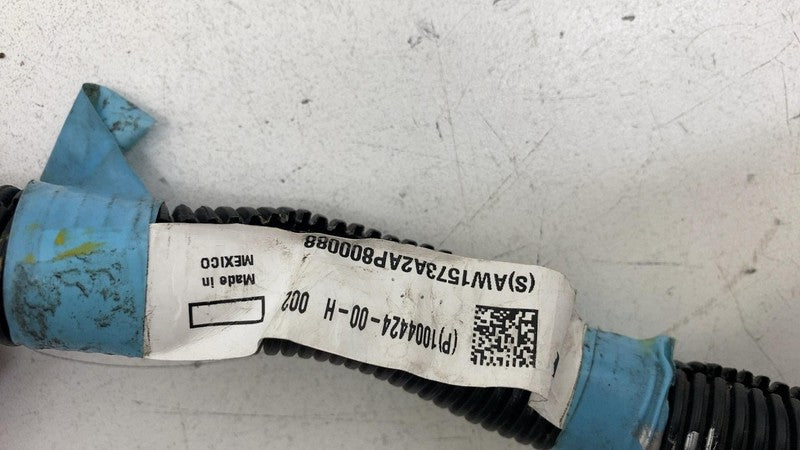 (P)1004424-00-H 002
(S)AW1573A2AP800088
Made in
MEXICO